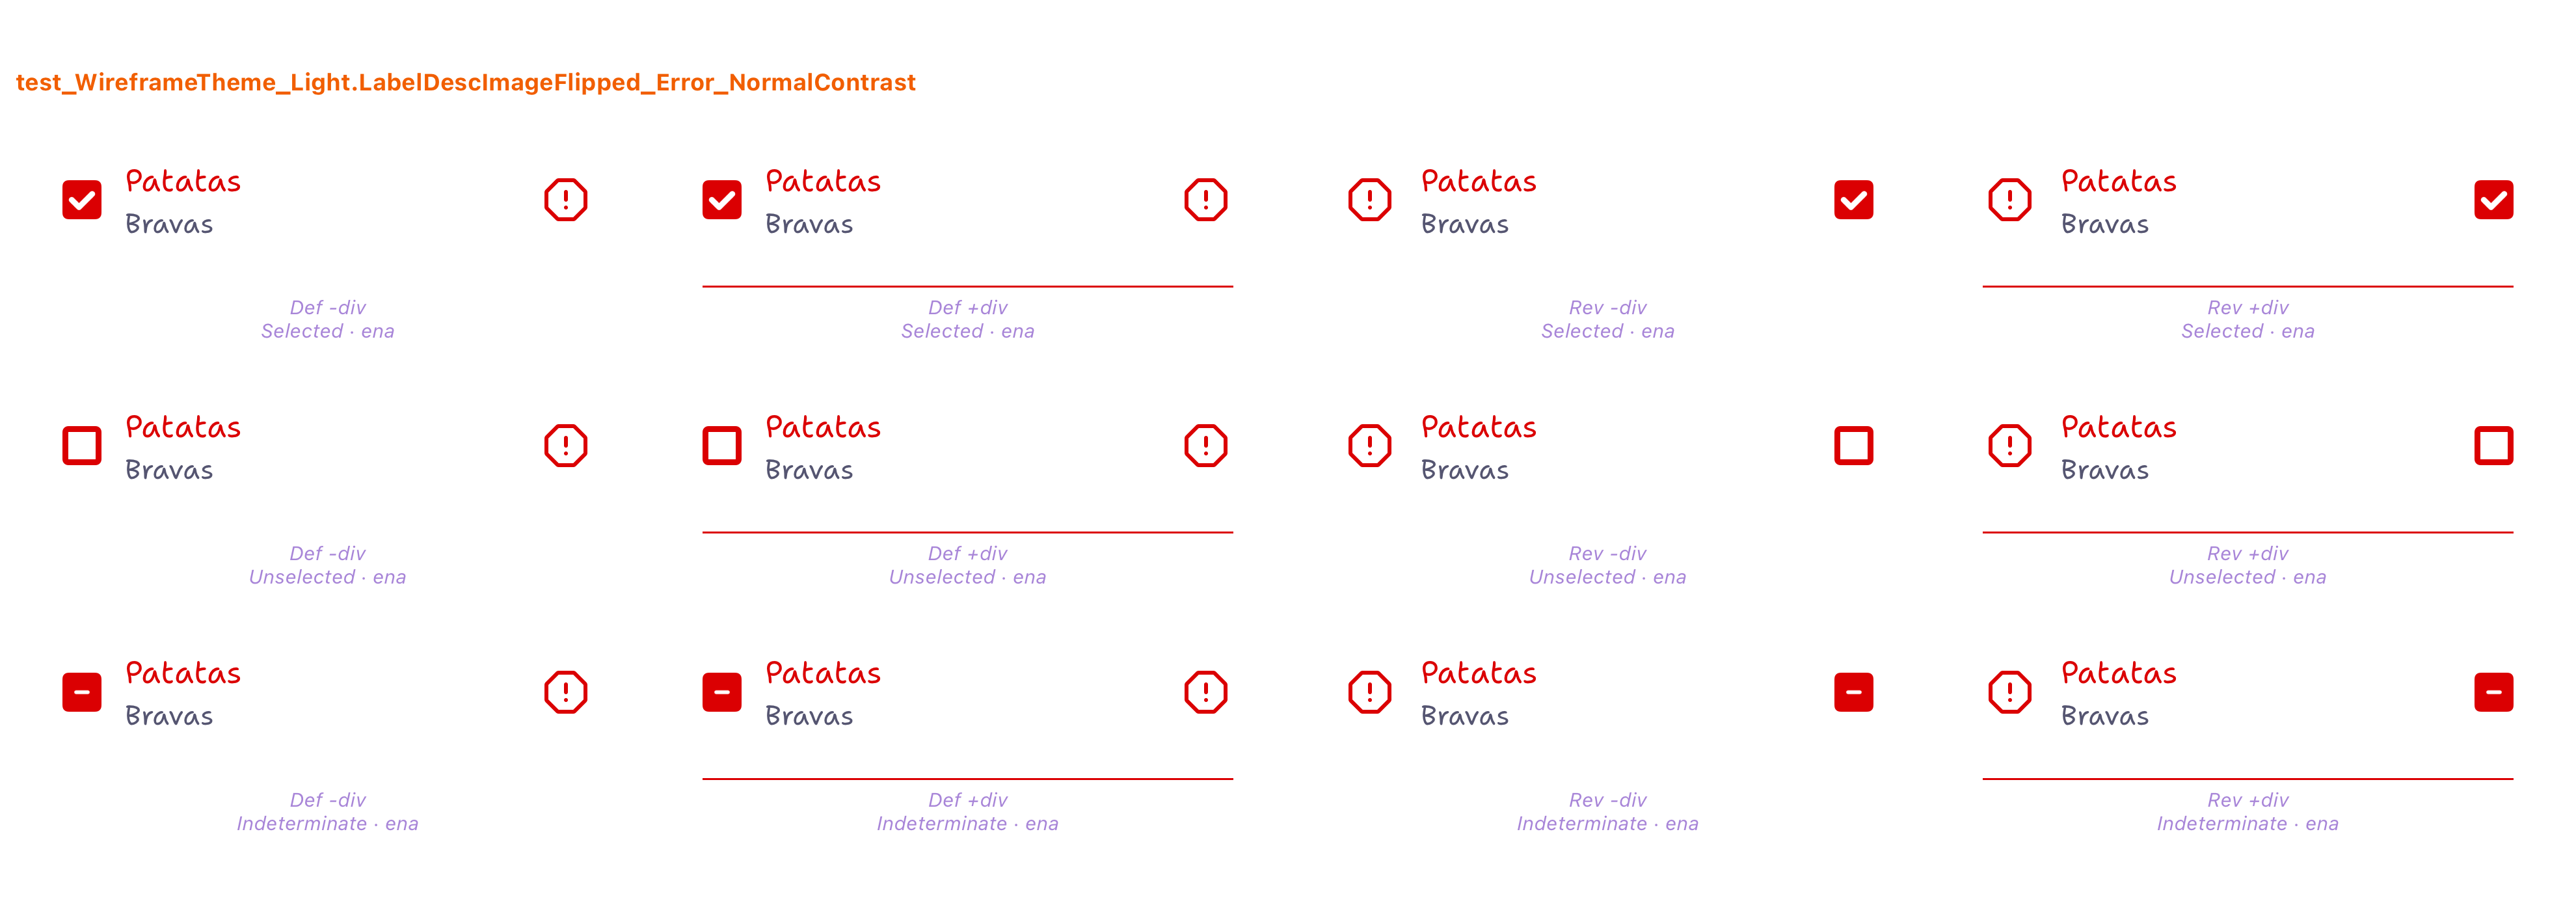 test_WireframeTheme_Light.LabelDescImageFlipped_Error_NormalContrast
Patatas
Bravas
Def -div
Selected · ena
Patatas
Bravas
Def +div
Selected · ena
Patatas
Bravas
Rev -div
Selected · ena
Patatas
Bravas
Rev +div
Selected · ena
Patatas
Bravas
Def -div
Unselected · ena
Patatas
Bravas
Def +div
Unselected · ena
Patatas
Bravas
Rev -div
Unselected · ena
Patatas
Bravas
Rev +div
Unselected · ena
Patatas
Bravas
Def -div
Indeterminate · ena
Patatas
Bravas
Def +div
Indeterminate · ena
Patatas
Bravas
Rev -div
Indeterminate · ena
Patatas
Bravas
Rev +div
Indeterminate · ena